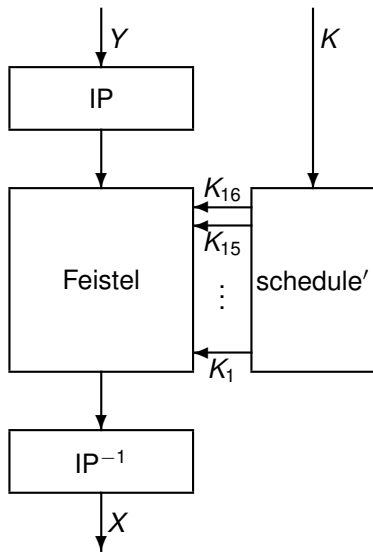 Y K
IP
K₁₆
K₁₅
Feistel ⋮ schedule′
K₁
IP⁻¹
X